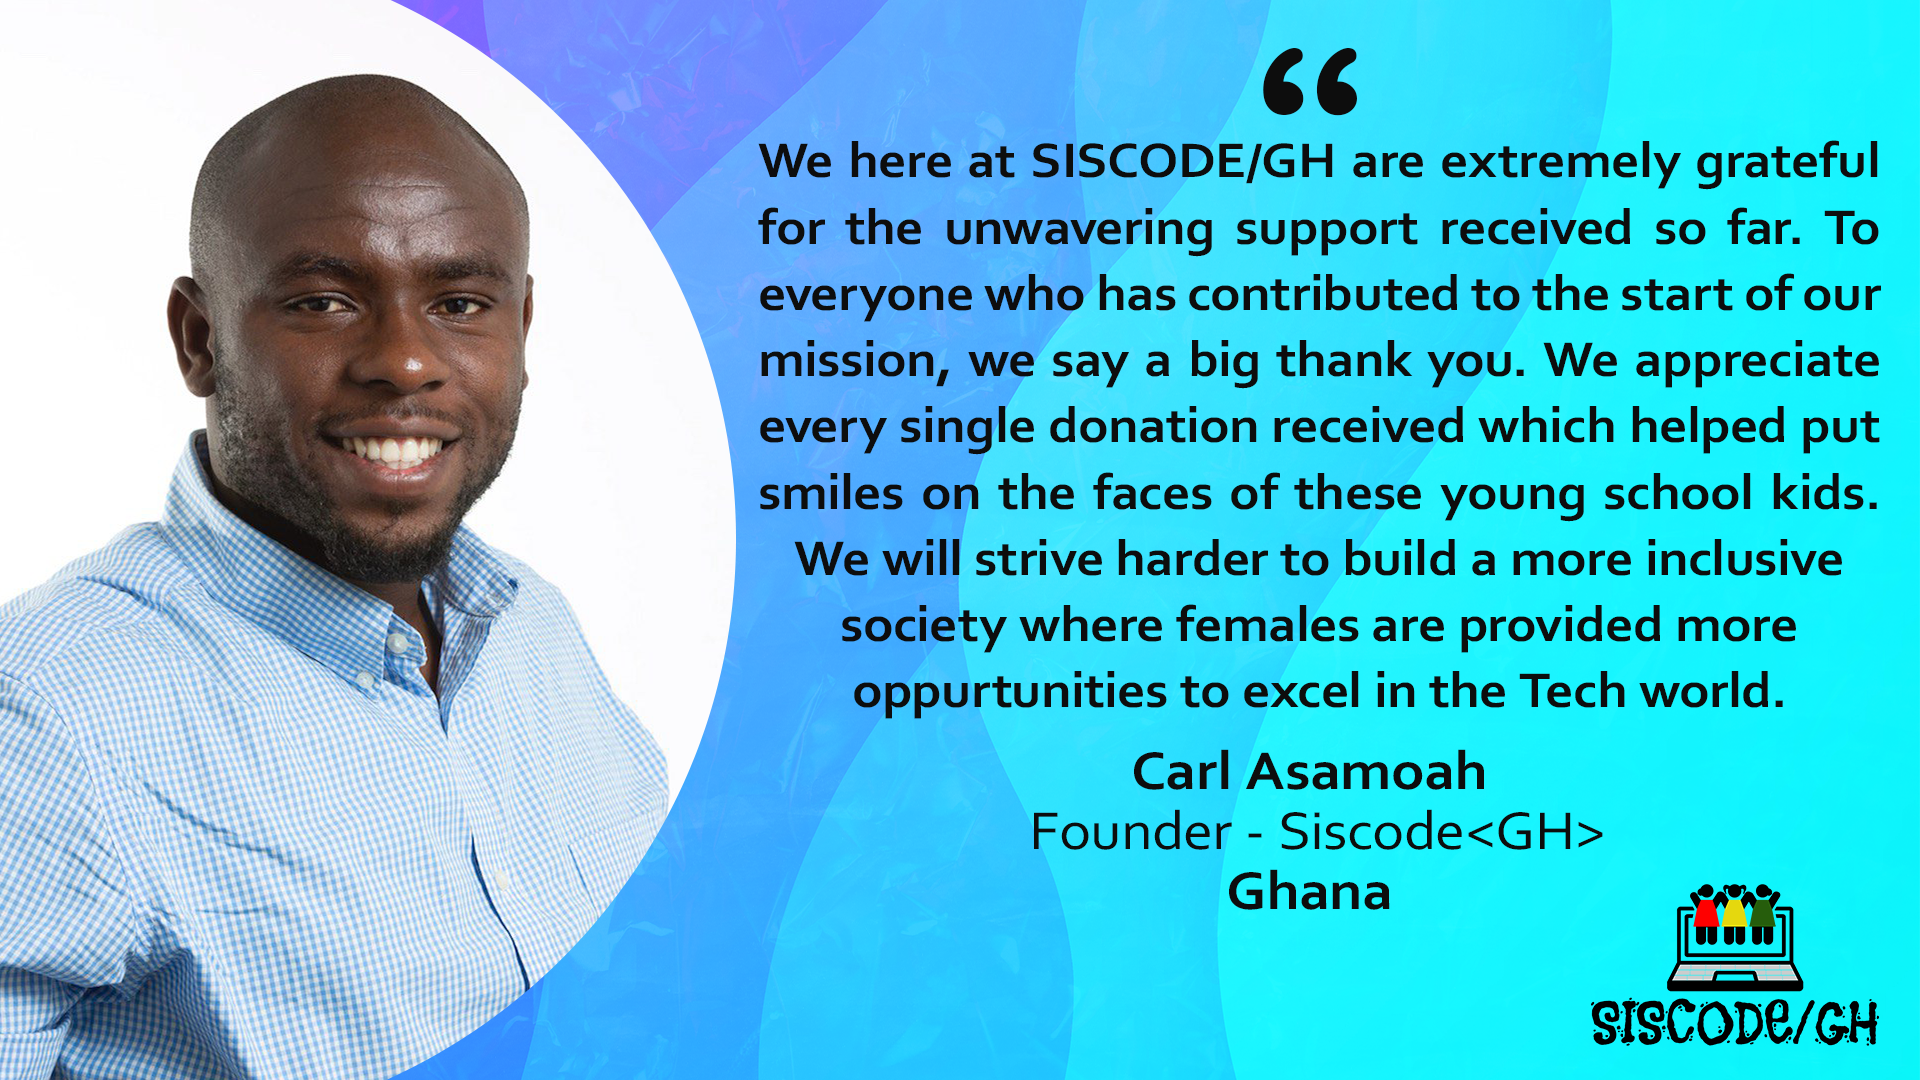 “
We here at SISCODE/GH are extremely grateful
for the unwavering support received so far. To
everyone who has contributed to the start of our
mission, we say a big thank you. We appreciate
every single donation received which helped put
smiles on the faces of these young school kids.
We will strive harder to build a more inclusive
society where females are provided more
oppurtunities to excel in the Tech world.
Carl Asamoah
Founder - Siscode<GH>
Ghana
SISCODE/GH